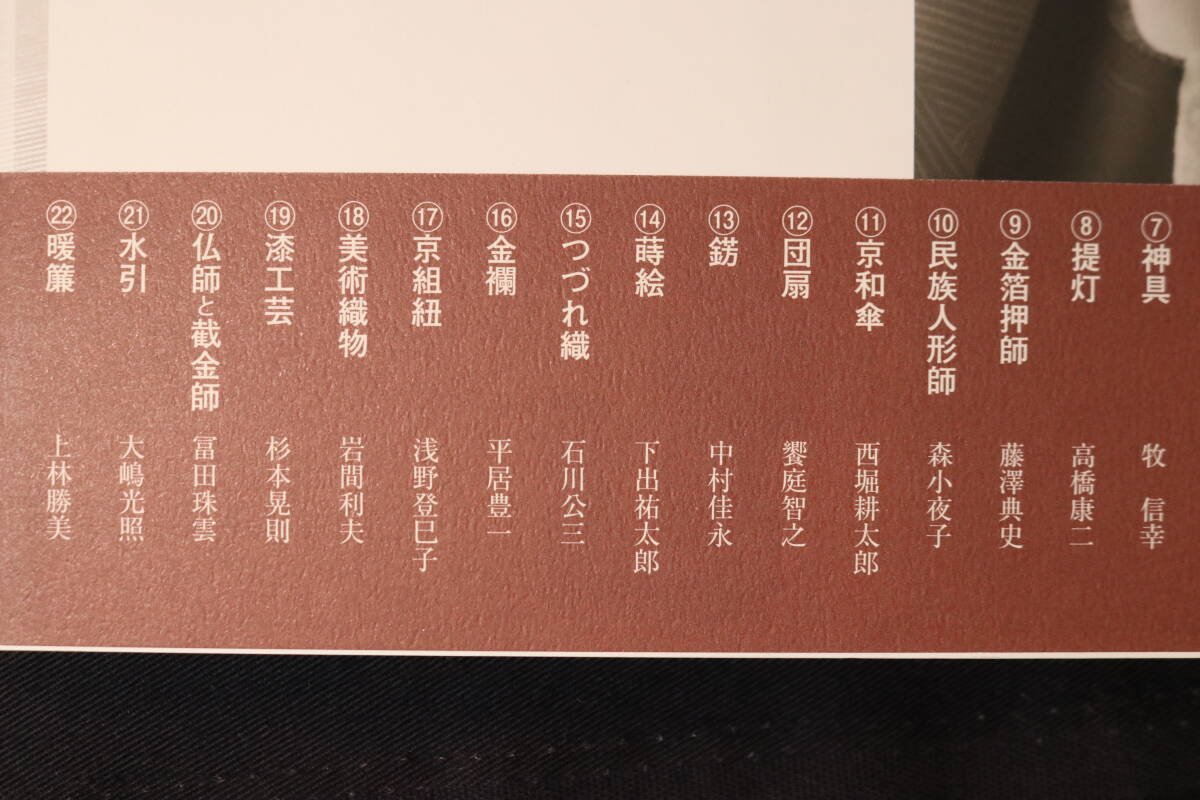 ⑦神具 牧 信幸
⑧提灯 高橋康二
⑨金箔押師 藤澤典史
⑩民族人形師 森小夜子
⑪京和傘 西堀耕太郎
⑫団扇 饗庭智之
⑬錺 中村佳永
⑭蒔絵 下出祐太郎
⑮つづれ織 石川公三
⑯金襴 平居豊一
⑰京組紐 浅野登巳子
⑱美術織物 岩間利夫
⑲漆工芸 杉本晃則
⑳仏師と截金師 冨田珠雲
㉑水引 大嶋光照
㉒暖簾 上林勝美